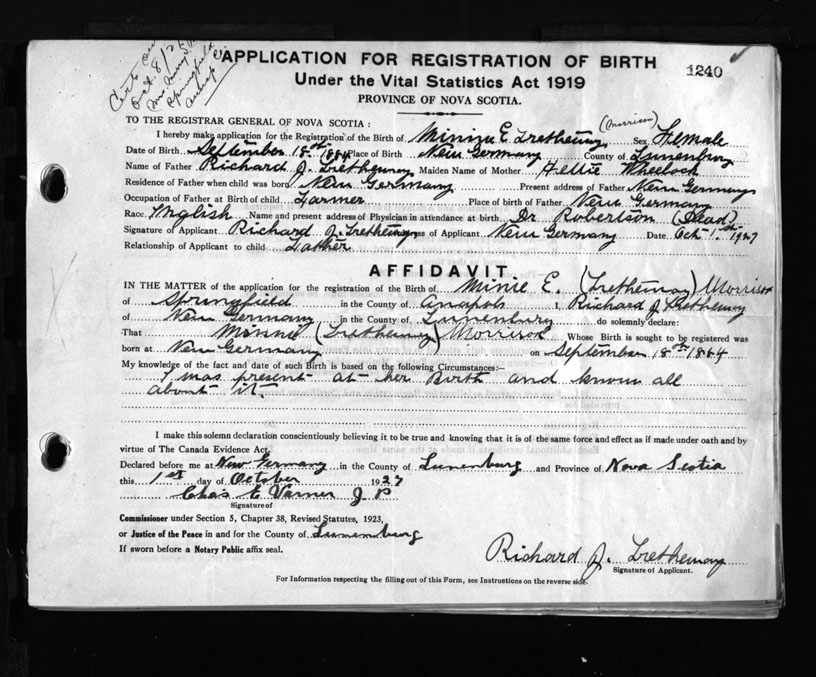 Cert on
Oct 8/2
Mrs
Springfield
APPLICATION FOR REGISTRATION OF BIRTH
1240
Under the Vital Statistics Act 1919
PROVINCE OF NOVA SCOTIA.
TO THE REGISTRAR GENERAL OF NOVA SCOTIA :
(Morrison)
I hereby make application for the Registration of the Birth of Minnie E Trethewey Sex Female
Date of Birth September 18th 1884 Place of Birth New Germany County of Lunenburg
Name of Father Richard J. Trethewey Maiden Name of Mother Hellie Wheelock
Residence of Father when child was born New Germany Present address of Father New Germany
Occupation of Father at Birth of child Farmer Place of birth of Father New Germany
Race English Name and present address of Physician in attendance at birth Dr Robertson (Dead)
Signature of Applicant Richard J. Trethewey Address of Applicant New Germany Date Oct 1st 1927
Relationship of Applicant to child Father
AFFIDAVIT
IN THE MATTER of the application for the registration of the Birth of Minie E. (Trethewey) Morrison
of Springfield in the County of Anapols I, Richard J Trethewey
of New Germany in the County of Lunenburg do solemnly declare:
That Minnie (Trethewey) Morrison Whose Birth is sought to be registered was
born at New Germany on September 18th 1884
My knowledge of the fact and date of such Birth is based on the following Circumstances:—
I was present at her Birth and know all
about it.
I make this solemn declaration conscientiously believing it to be true and knowing that it is of the same force and effect as if made under oath and by
virtue of The Canada Evidence Act.
Declared before me at New Germany in the County of Lunenburg and Province of Nova Scotia
this 1st day of October 1927
Chas E Varner J P
Signature of
Commissioner under Section 5, Chapter 38, Revised Statutes, 1923,
or Justice of the Peace in and for the County of Lunenburg
If sworn before a Notary Public affix seal.
Richard J. Trethewey
Signature of Applicant.
For Information respecting the filling out of this Form, see Instructions on the reverse side.